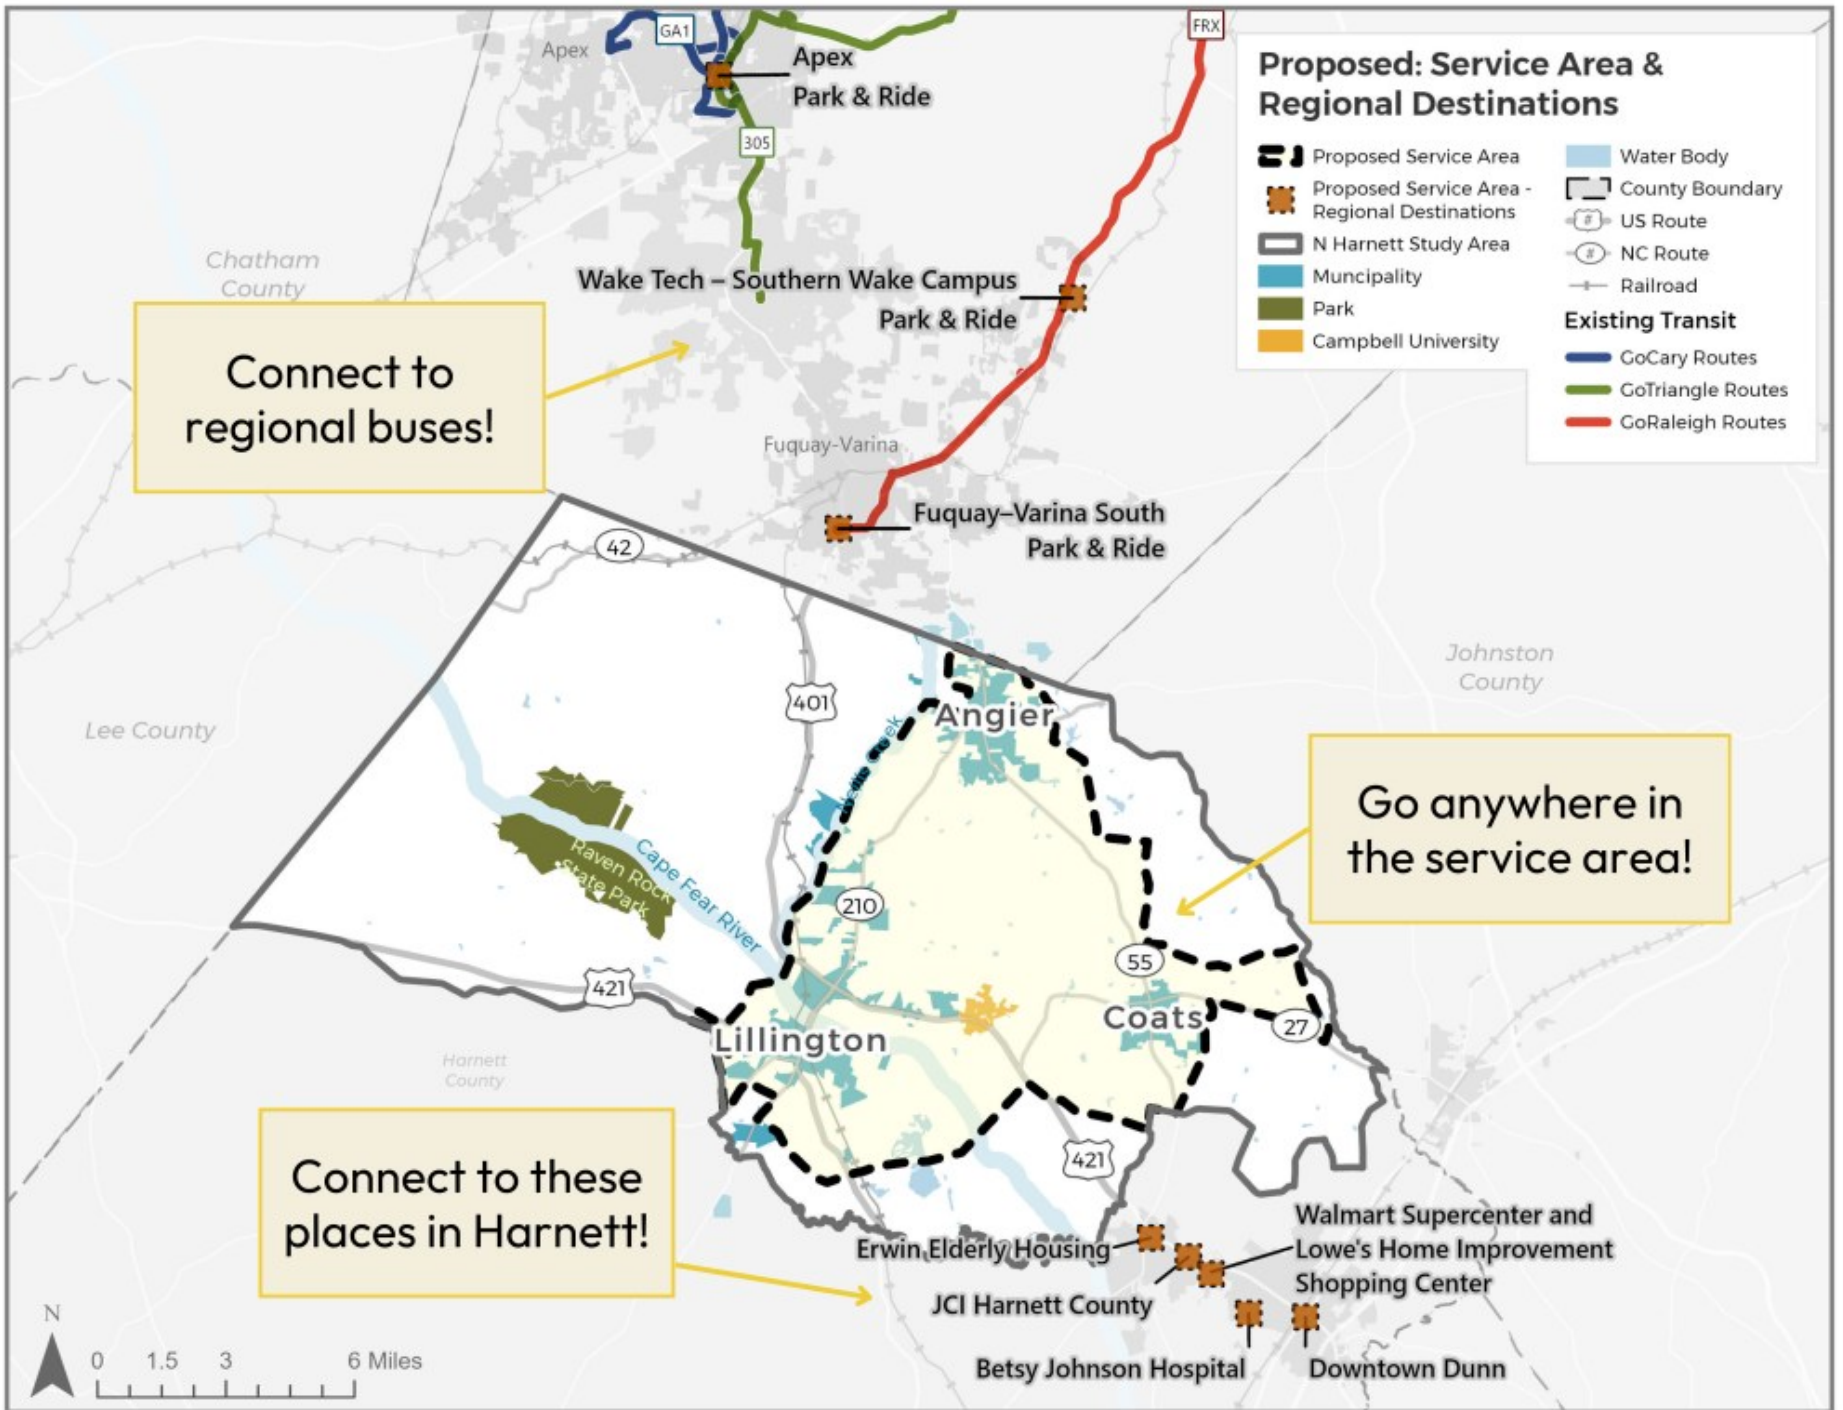 GA1
FRX
Apex
Apex
Park & Ride
305
Proposed: Service Area &
Regional Destinations
Proposed Service Area
Proposed Service Area -
Regional Destinations
N Harnett Study Area
Muncipality
Park
Campbell University
Water Body
County Boundary
# US Route
# NC Route
Railroad
Existing Transit
GoCary Routes
GoTriangle Routes
GoRaleigh Routes
Chatham
County
Wake Tech – Southern Wake Campus
Park & Ride
Connect to
regional buses!
Fuquay-Varina
Fuquay–Varina South
Park & Ride
42
Johnston
County
Lee County
401
Angier
Go anywhere in
the service area!
Raven Rock
State Park
Cape Fear River
210
55
421
Coats
27
Lillington
Harnett
County
421
Connect to these
places in Harnett!
Walmart Supercenter and
Lowe's Home Improvement
Shopping Center
Erwin Elderly Housing
JCI Harnett County
Betsy Johnson Hospital
Downtown Dunn
N
0 1.5 3 6 Miles